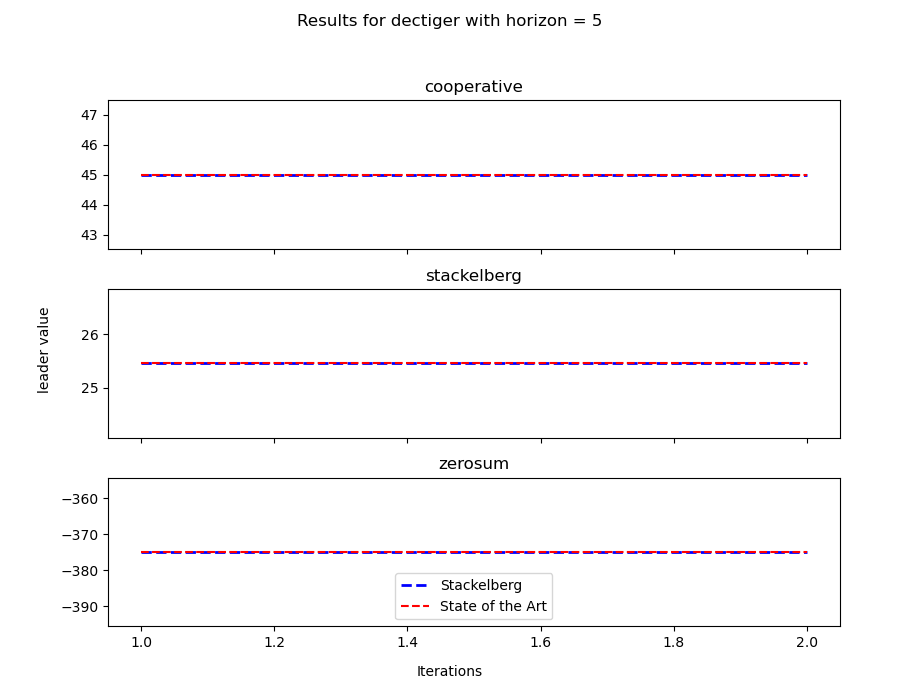 Results for dectiger with horizon = 5
cooperative
47
46
45
44
43
stackelberg
26
25
leader value
zerosum
−360
−370
−380
−390
Stackelberg
State of the Art
1.0 1.2 1.4 1.6 1.8 2.0
Iterations